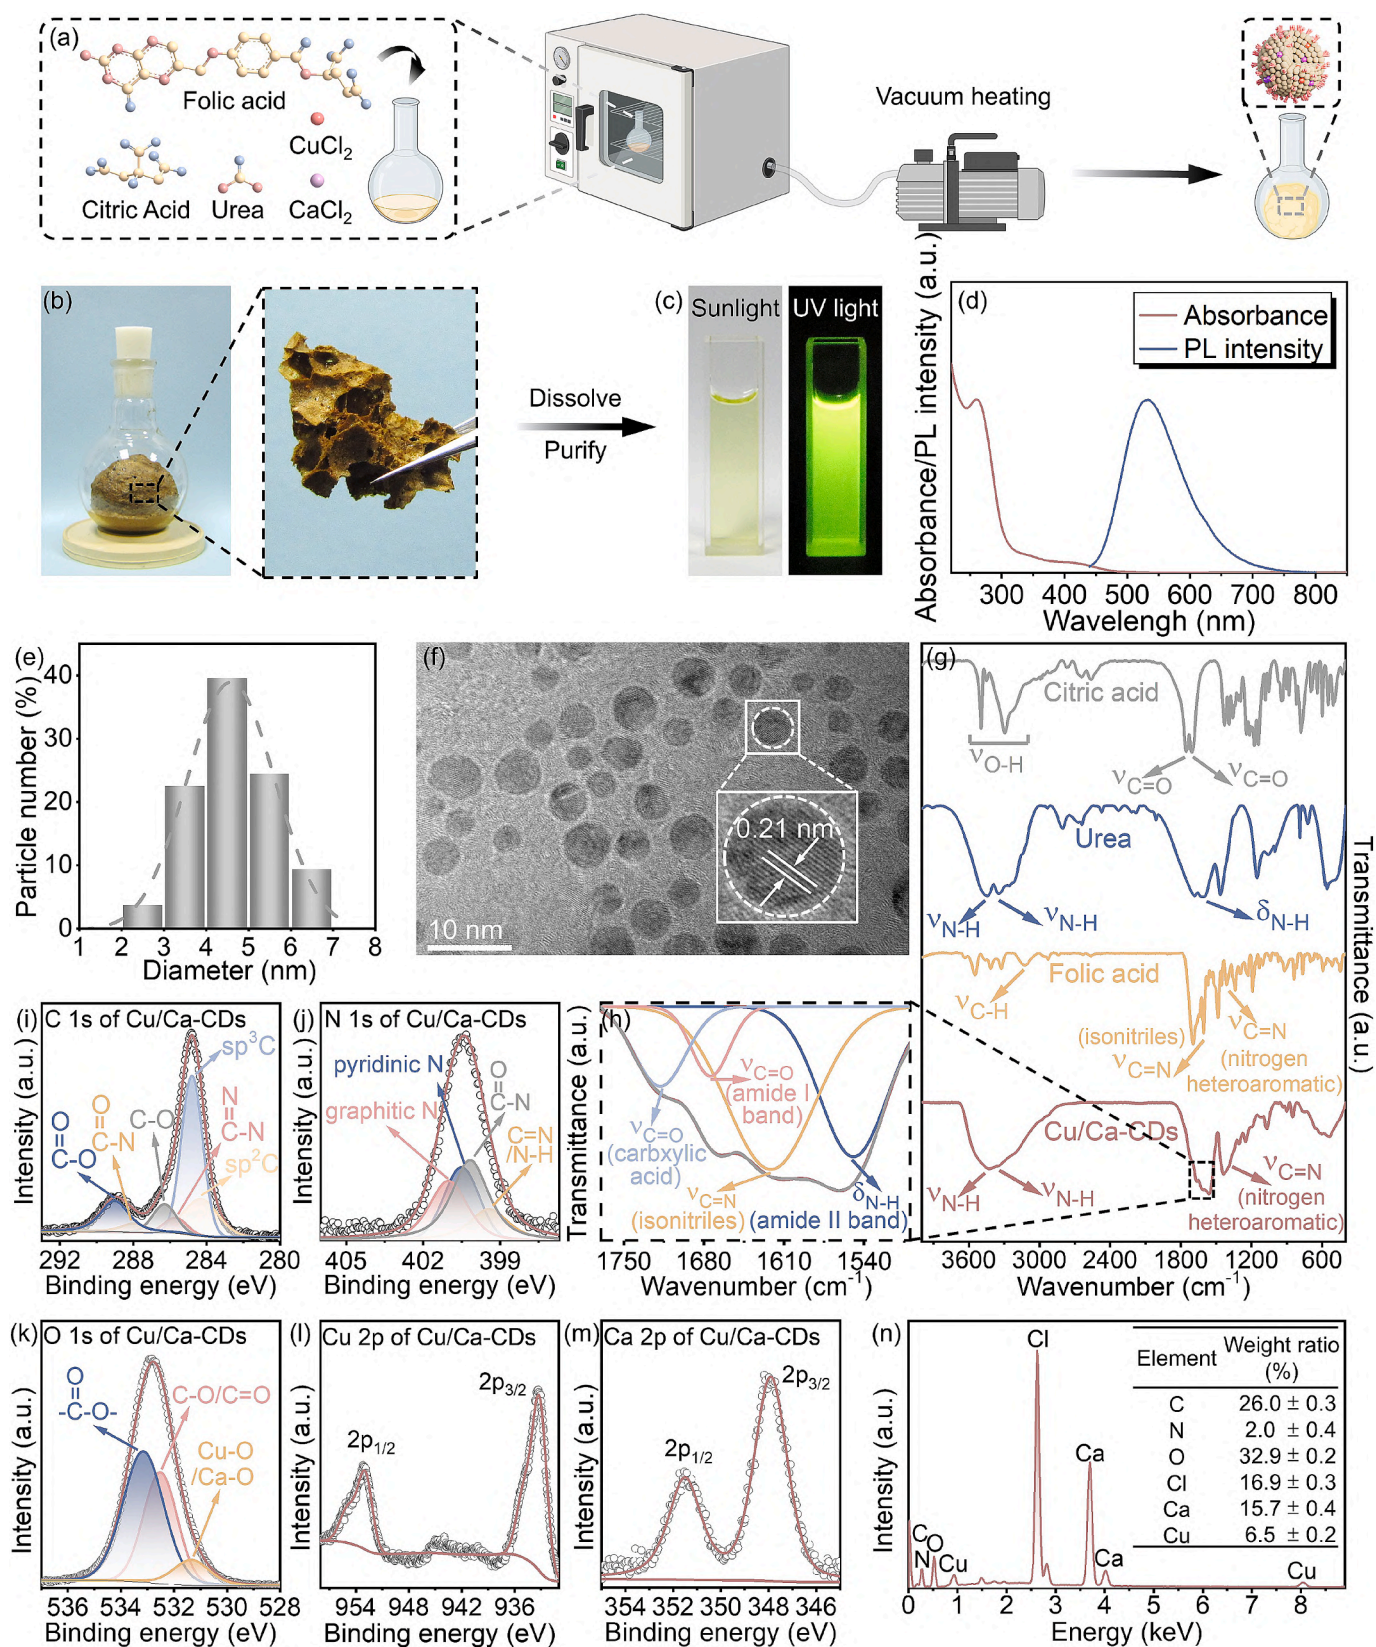 (a)
Folic acid
CuCl2
Citric Acid
Urea
CaCl2
Vacuum heating
(b)
Dissolve
Purify
(c)
Sunlight
UV light
(d)
Absorbance
PL intensity
Absorbance/PL intensity (a.u.)
300 400 500 600 700 800
Wavelengh (nm)
(e)
Particle number (%)
40
30
20
10
0
1 2 3 4 5 6 7 8
Diameter (nm)
(f)
0.21 nm
10 nm
(g)
Citric acid
νO-H
νC=O
νC=O
Urea
νN-H
νN-H
δN-H
Folic acid
νC-H
(isonitriles)
νC=N
νC=N
(nitrogen
heteroaromatic)
Cu/Ca-CDs
νN-H
νN-H
νC=N
(nitrogen
heteroaromatic)
Transmittance (a.u.)
3600 3000 2400 1800 1200 600
Wavenumber (cm-1)
(i)
C 1s of Cu/Ca-CDs
sp3C
O
C-O
O
C-N
C-O
N
C-N
sp2C
Intensity (a.u.)
292 288 284 280
Binding energy (eV)
(j)
N 1s of Cu/Ca-CDs
pyridinic N
graphitic N
O
C-N
C=N
/N-H
Intensity (a.u.)
405 402 399
Binding energy (eV)
(h)
νC=O
(amide I
band)
νC=O
(carbxylic
acid)
νC=N
(isonitriles)
δN-H
(amide II band)
Transmittance (a.u.)
1750 1680 1610 1540
Wavenumber (cm-1)
(k)
O 1s of Cu/Ca-CDs
O
-C-O-
C-O/C=O
Cu-O
/Ca-O
Intensity (a.u.)
536 534 532 530 528
Binding energy (eV)
(l)
Cu 2p of Cu/Ca-CDs
2p3/2
2p1/2
Intensity (a.u.)
954 948 942 936
Binding energy (eV)
(m)
Ca 2p of Cu/Ca-CDs
2p3/2
2p1/2
Intensity (a.u.)
354 352 350 348 346
Binding energy (eV)
(n)
Cl
Ca
C
O
N
Cu
Ca
Cu
Element Weight ratio
(%)
C 26.0 ± 0.3
N 2.0 ± 0.4
O 32.9 ± 0.2
Cl 16.9 ± 0.3
Ca 15.7 ± 0.4
Cu 6.5 ± 0.2
Intensity (a.u.)
0 1 2 3 4 5 6 7 8
Energy (keV)